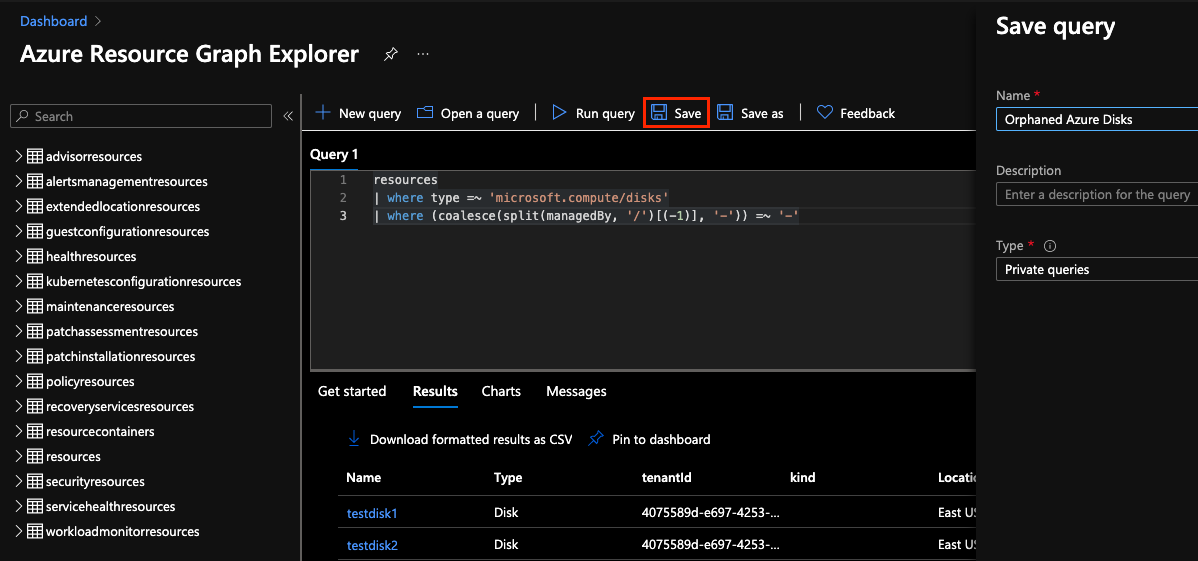 Dashboard
Azure Resource Graph Explorer
...
Search
advisorresources
alertsmanagementresources
extendedlocationresources
guestconfigurationresources
healthresources
kubernetesconfigurationresources
maintenanceresources
patchassessmentresources
patchinstallationresources
policyresources
recoveryservicesresources
resourcecontainers
resources
securityresources
servicehealthresources
workloadmonitorresources
New query Open a query Run query Save Save as Feedback
Query 1
1 resources
2 | where type =~ 'microsoft.compute/disks'
3 | where (coalesce(split(managedBy, '/')[(-1)], '-')) =~ '-'
Get started Results Charts Messages
Download formatted results as CSV Pin to dashboard
Name Type tenantId kind Locatio
testdisk1 Disk 4075589d-e697-4253-... East US
testdisk2 Disk 4075589d-e697-4253-... East US
Save query
Name *
Orphaned Azure Disks
Description
Enter a description for the query
Type *
Private queries